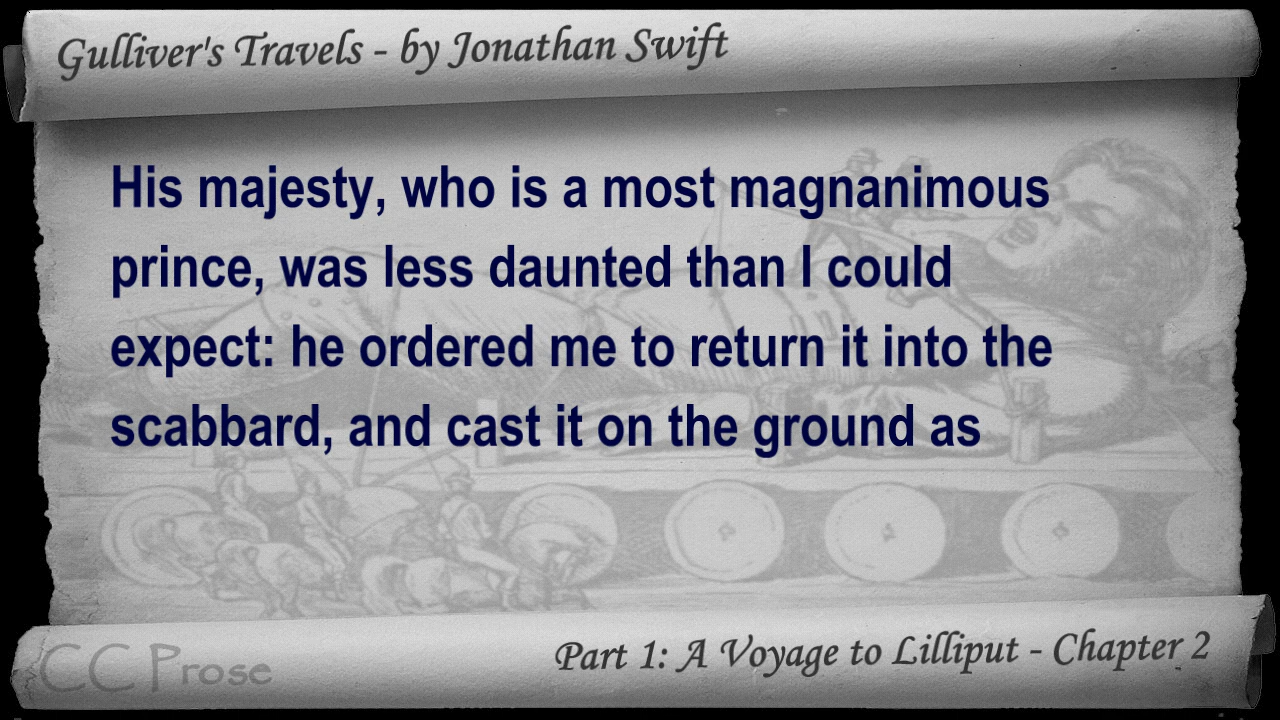 Gulliver's Travels - by Jonathan Swift
His majesty, who is a most magnanimous
prince, was less daunted than I could
expect: he ordered me to return it into the
scabbard, and cast it on the ground as
CC Prose
Part 1: A Voyage to Lilliput - Chapter 2